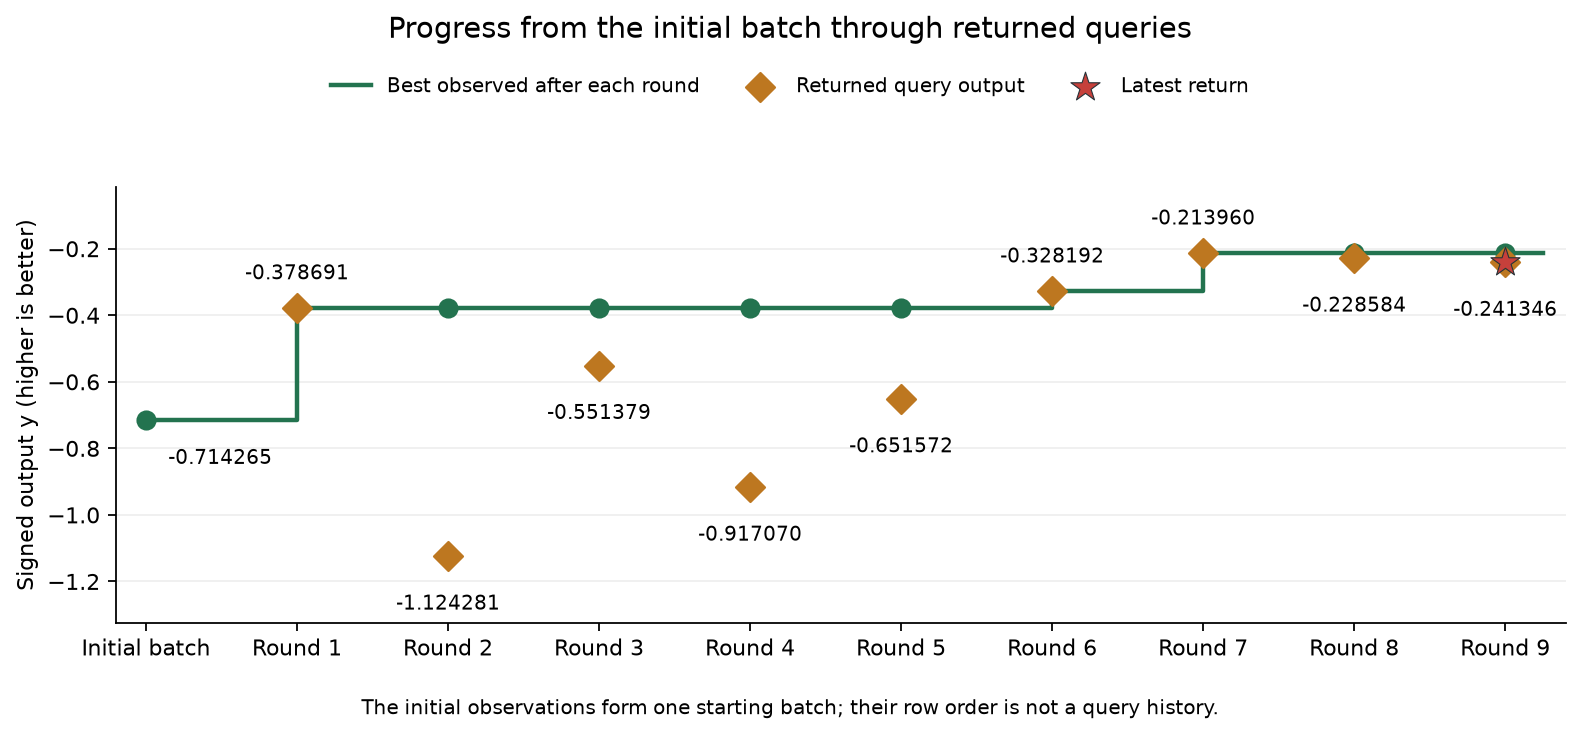 Progress from the initial batch through returned queries
Best observed after each round
Returned query output
Latest return
Signed output y (higher is better)
−0.2
−0.4
−0.6
−0.8
−1.0
−1.2
-0.714265
-0.378691
-1.124281
-0.551379
-0.917070
-0.651572
-0.328192
-0.213960
-0.228584
-0.241346
Initial batch
Round 1
Round 2
Round 3
Round 4
Round 5
Round 6
Round 7
Round 8
Round 9
The initial observations form one starting batch; their row order is not a query history.